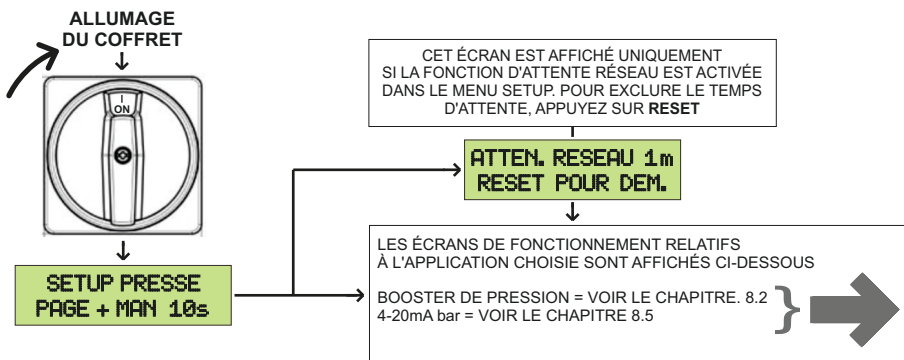 ALLUMAGE
DU COFFRET
I
ON
SETUP PRESSE
PAGE + MAN 10s
CET ÉCRAN EST AFFICHÉ UNIQUEMENT
SI LA FONCTION D'ATTENTE RÉSEAU EST ACTIVÉE
DANS LE MENU SETUP. POUR EXCLURE LE TEMPS
D'ATTENTE, APPUYEZ SUR RESET
ATTEN. RESEAU 1m
RESET POUR DEM.
LES ÉCRANS DE FONCTIONNEMENT RELATIFS
À L'APPLICATION CHOISIE SONT AFFICHÉS CI-DESSOUS
BOOSTER DE PRESSION = VOIR LE CHAPITRE. 8.2
4-20mA bar = VOIR LE CHAPITRE 8.5